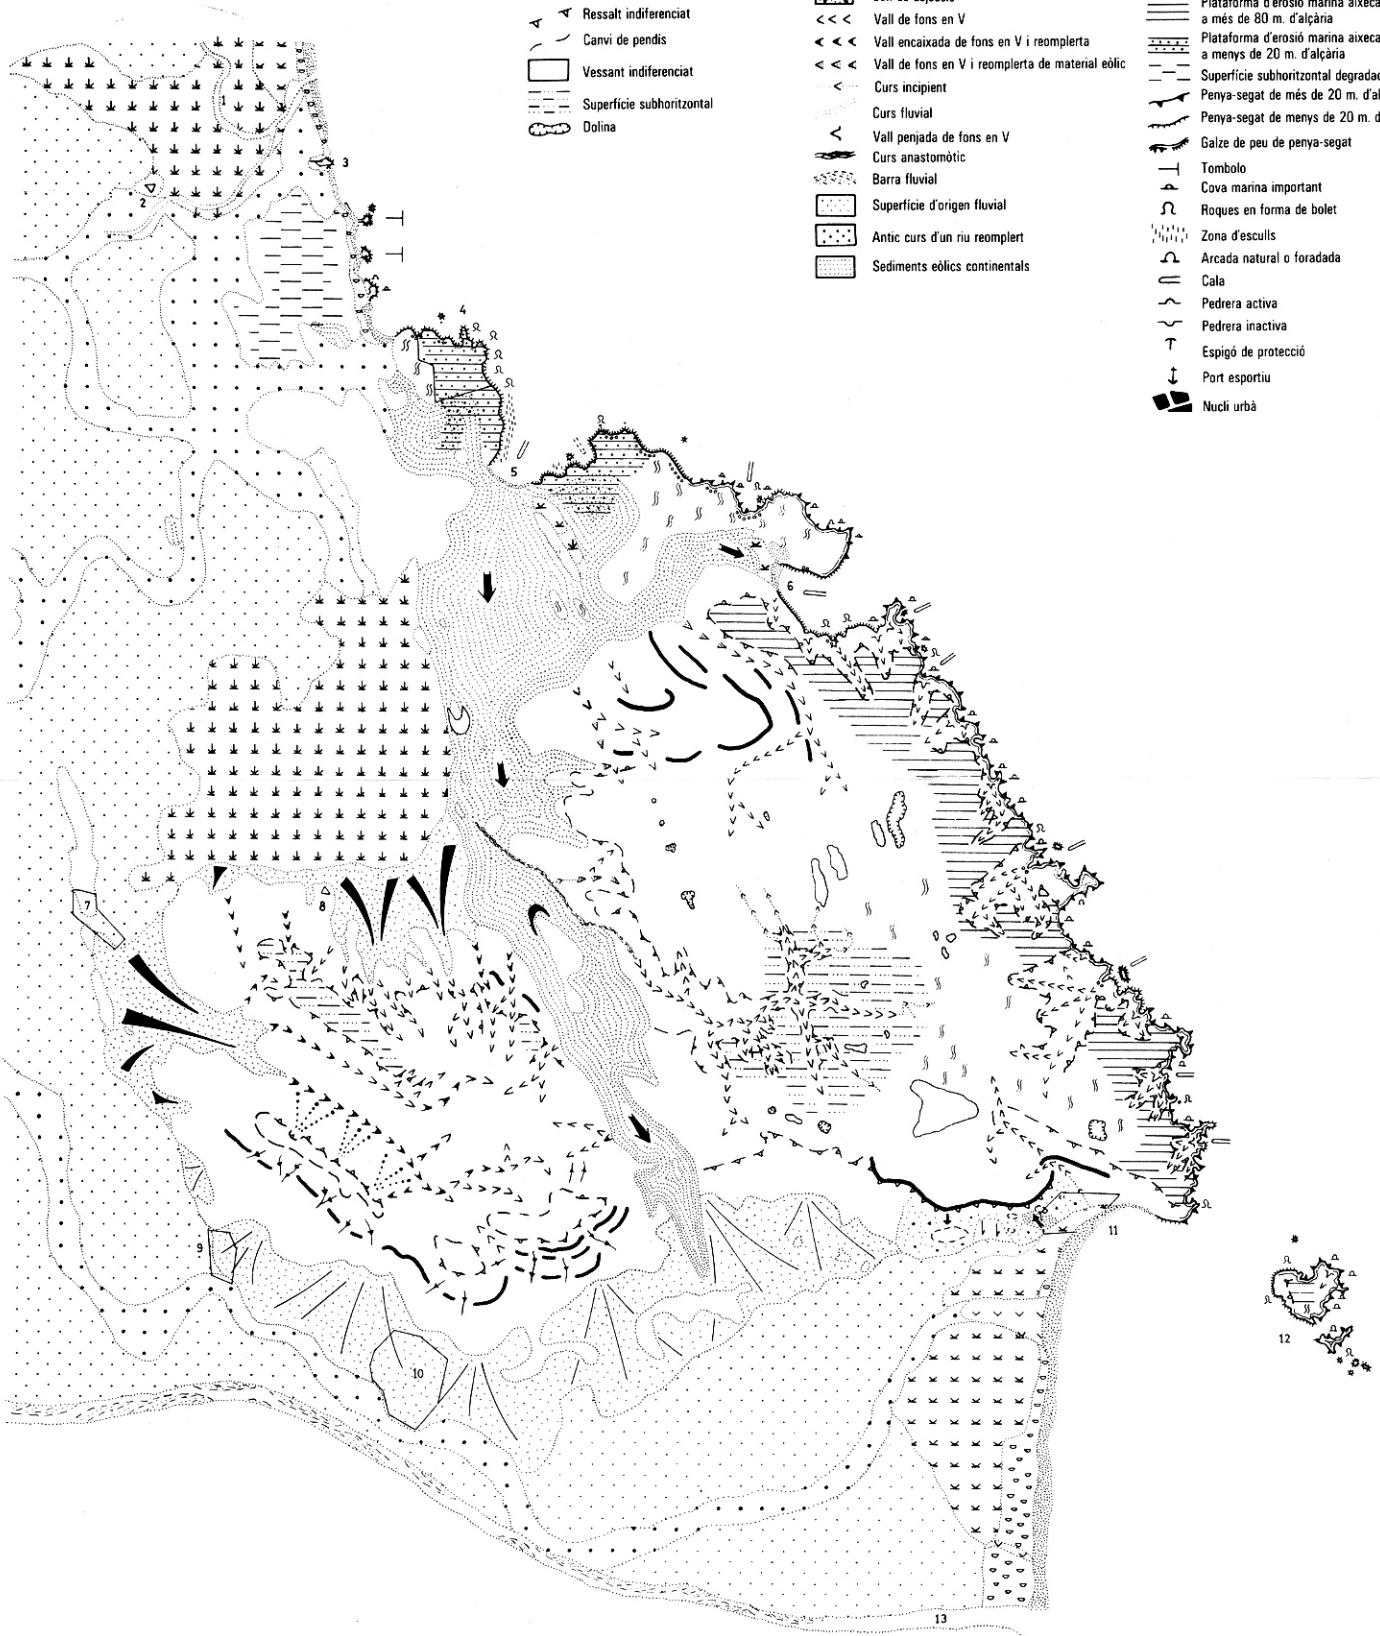 Ressalt indiferenciat
Canvi de pendís
Vessant indiferenciat
Superfície subhoritzontal
Dolina
Vall de fons en V
Vall encaixada de fons en V i reomplerta
Vall de fons en V i reomplerta de material eòlic
Curs incipient
Curs fluvial
Vall penjada de fons en V
Curs anastomòtic
Barra fluvial
Superfície d'origen fluvial
Antic curs d'un riu reomplert
Sediments eòlics continentals
Plataforma d'erosió marina aixeca
a més de 80 m. d'alçària
Plataforma d'erosió marina aixeca
a menys de 20 m. d'alçària
Superfície subhoritzontal degradad
Penya-segat de més de 20 m. d'al
Penya-segat de menys de 20 m. d'
Galze de peu de penya-segat
Tombolo
Cova marina important
Roques en forma de bolet
Zona d'esculls
Arcada natural o foradada
Cala
Pedrera activa
Pedrera inactiva
Espigó de protecció
Port esportiu
Nucli urbà
1
2
3
4
5
6
7
8
9
10
11
12
13